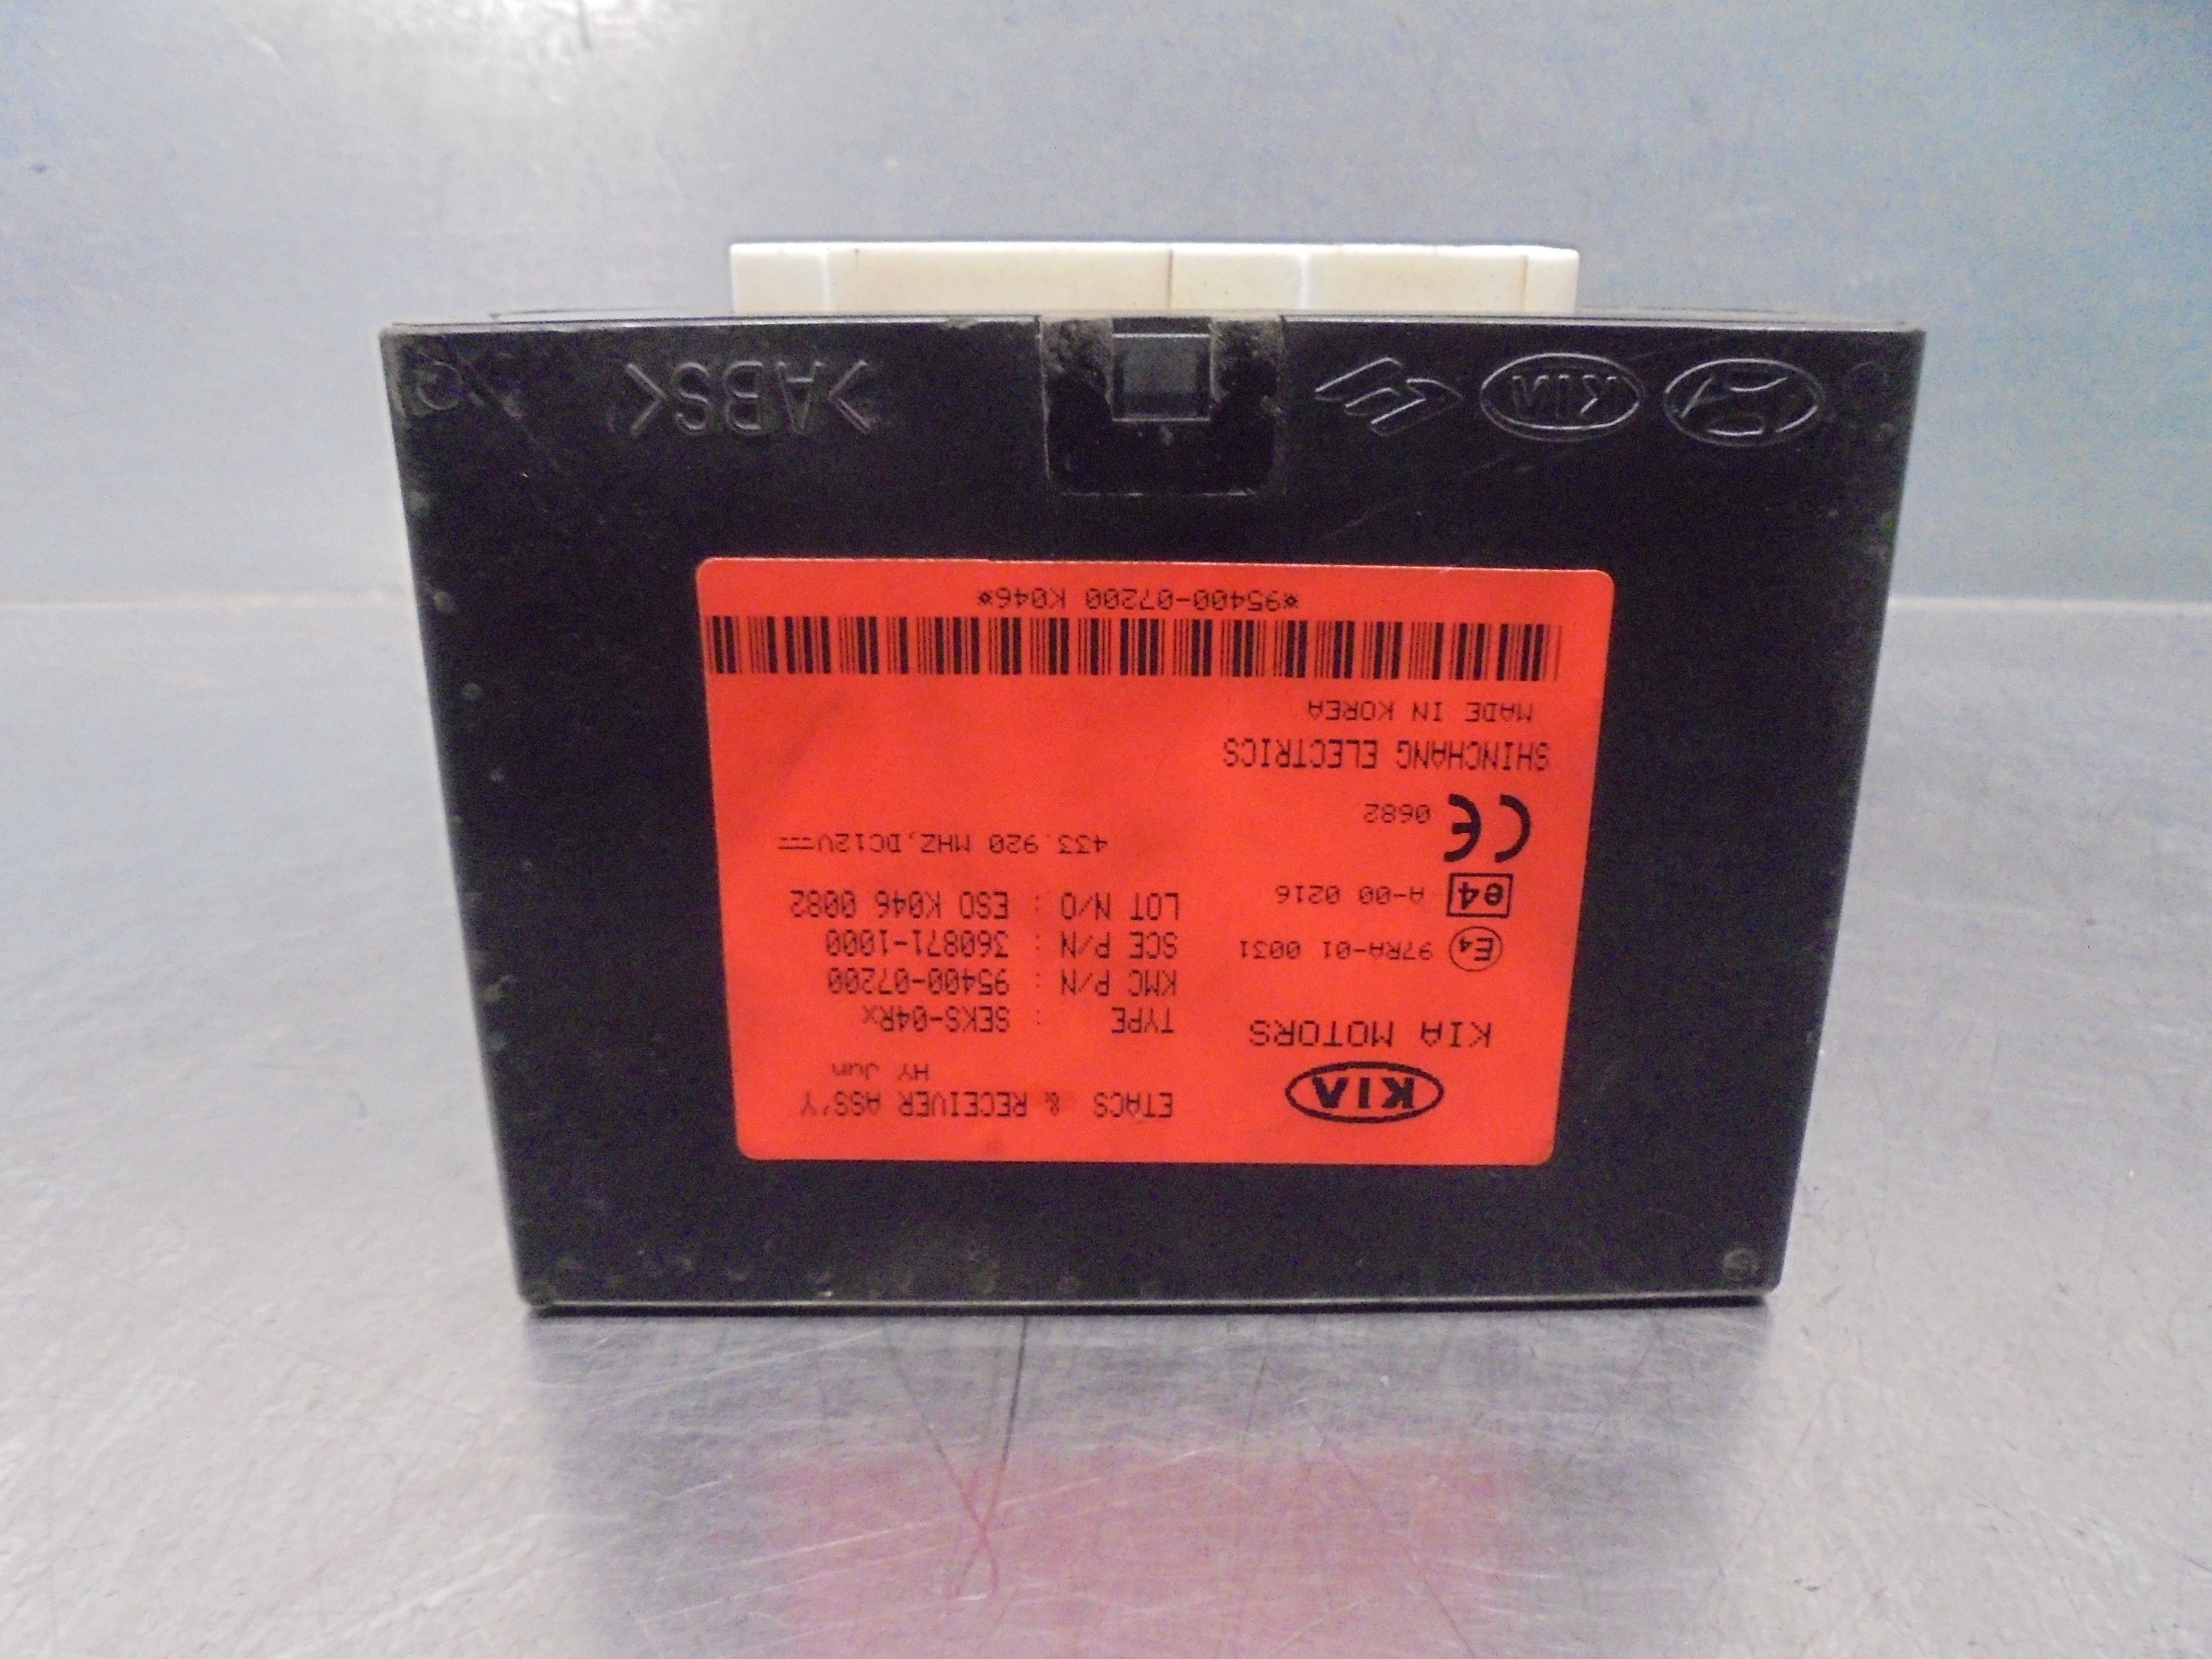 KIA
KIA MOTORS
E4 97RA-01 0031
e4 A-00 0216
CE 0682
SHINCHANG ELECTRICS
MADE IN KOREA
ETACS & RECEIVER ASS'Y
HY Jun
TYPE : SEKS-04Rx
KMC P/N : 95400-07200
SCE P/N : 360871-1000
LOT N/O : ESO K046 0082
433.920 MHZ,DC12V
*95400-07200 K046*
KIA
>ABS<